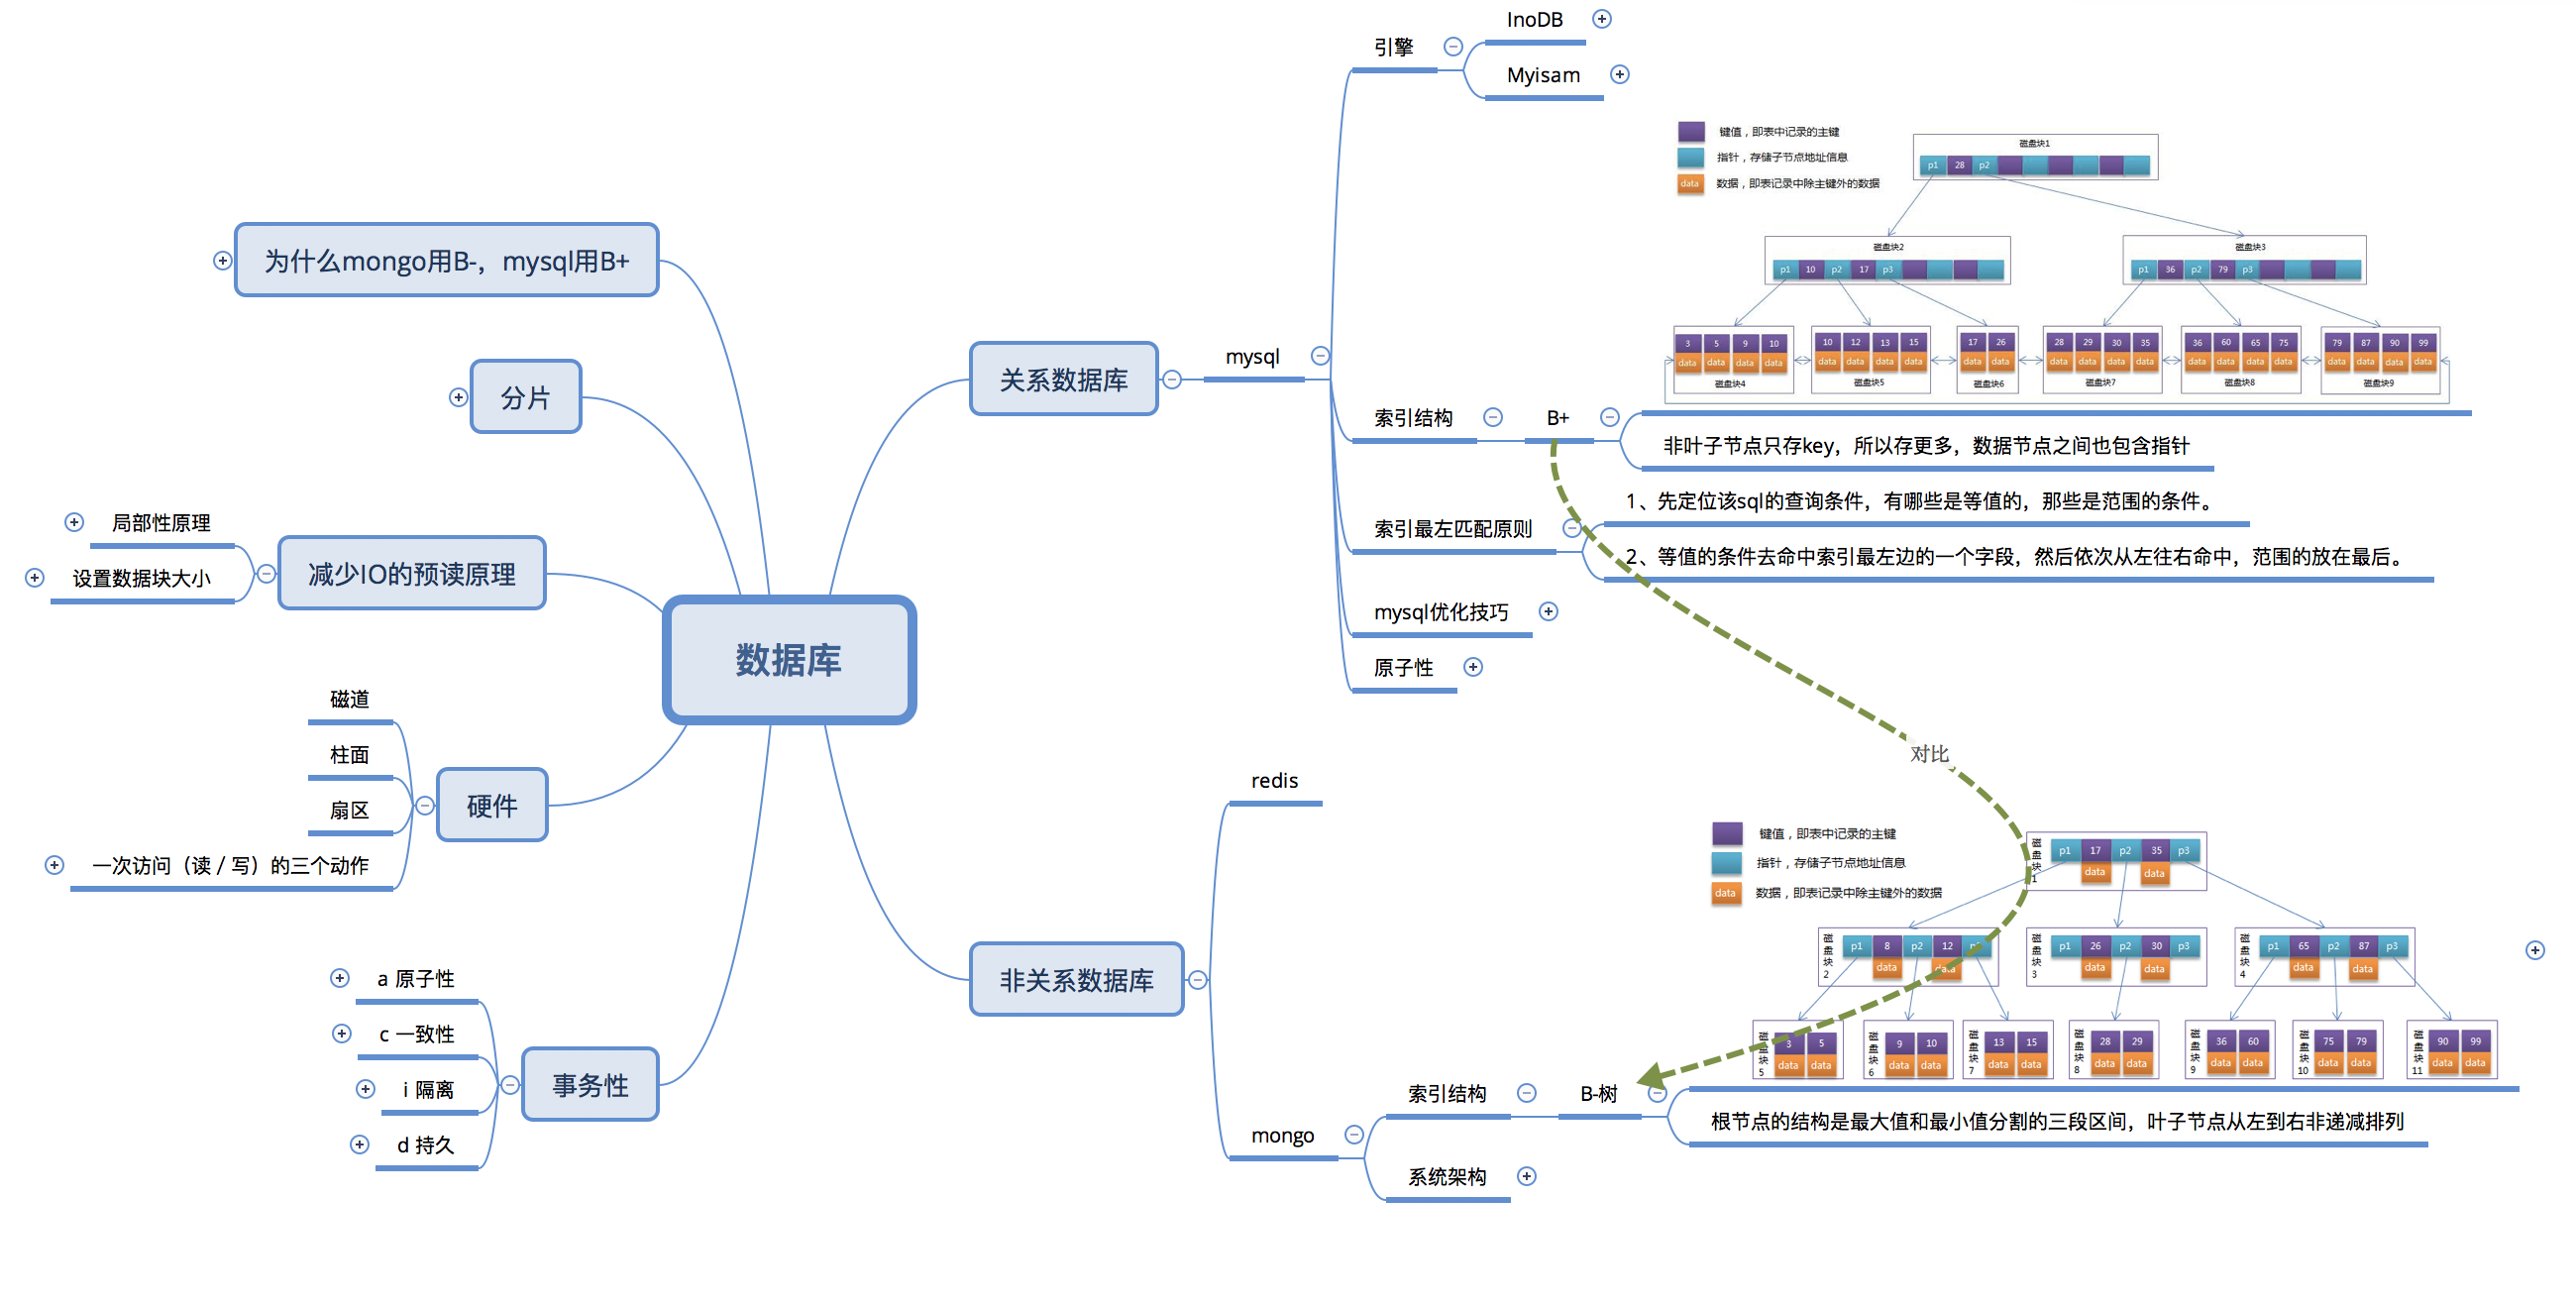 数据库
为什么mongo用B-，mysql用B+
分片
减少IO的预读原理
局部性原理
设置数据块大小
硬件
磁道
柱面
扇区
一次访问（读 / 写）的三个动作
事务性
a 原子性
c 一致性
i 隔离
d 持久
关系数据库
mysql
引擎
InoDB
Myisam
索引结构
B+
键值，即表中记录的主键
指针，存储子节点地址信息
data 数据，即表记录中除主键外的数据
磁盘块1
p1 28 p2
磁盘块2
p1 10 p2 17 p3
磁盘块3
p1 36 p2 79 p3
3 5 9 10
data data data data
磁盘块4
10 12 13 15
data data data data
磁盘块5
17 26
data data
磁盘块6
28 29 30 35
data data data data
磁盘块7
36 60 65 75
data data data data
磁盘块8
79 87 90 99
data data data data
磁盘块9
非叶子节点只存key，所以存更多，数据节点之间也包含指针
索引最左匹配原则
1、先定位该sql的查询条件，有哪些是等值的，那些是范围的条件。
2、等值的条件去命中索引最左边的一个字段，然后依次从左往右命中，范围的放在最后。
mysql优化技巧
原子性
对比
非关系数据库
redis
mongo
索引结构
B-树
键值，即表中记录的主键
指针，存储子节点地址信息
data 数据，即表记录中除主键外的数据
磁盘块1
p1 17 p2 35 p3
data data
磁盘块2
p1 8 p2 12 p3
data data
磁盘块3
p1 26 p2 30 p3
data data
磁盘块4
p1 65 p2 87 p3
data data
磁盘块5
3 5
data data
磁盘块6
9 10
data data
磁盘块7
13 15
data data
磁盘块8
28 29
data data
磁盘块9
36 60
data data
磁盘块10
75 79
data data
磁盘块11
90 99
data data
根节点的结构是最大值和最小值分割的三段区间，叶子节点从左到右非递减排列
系统架构